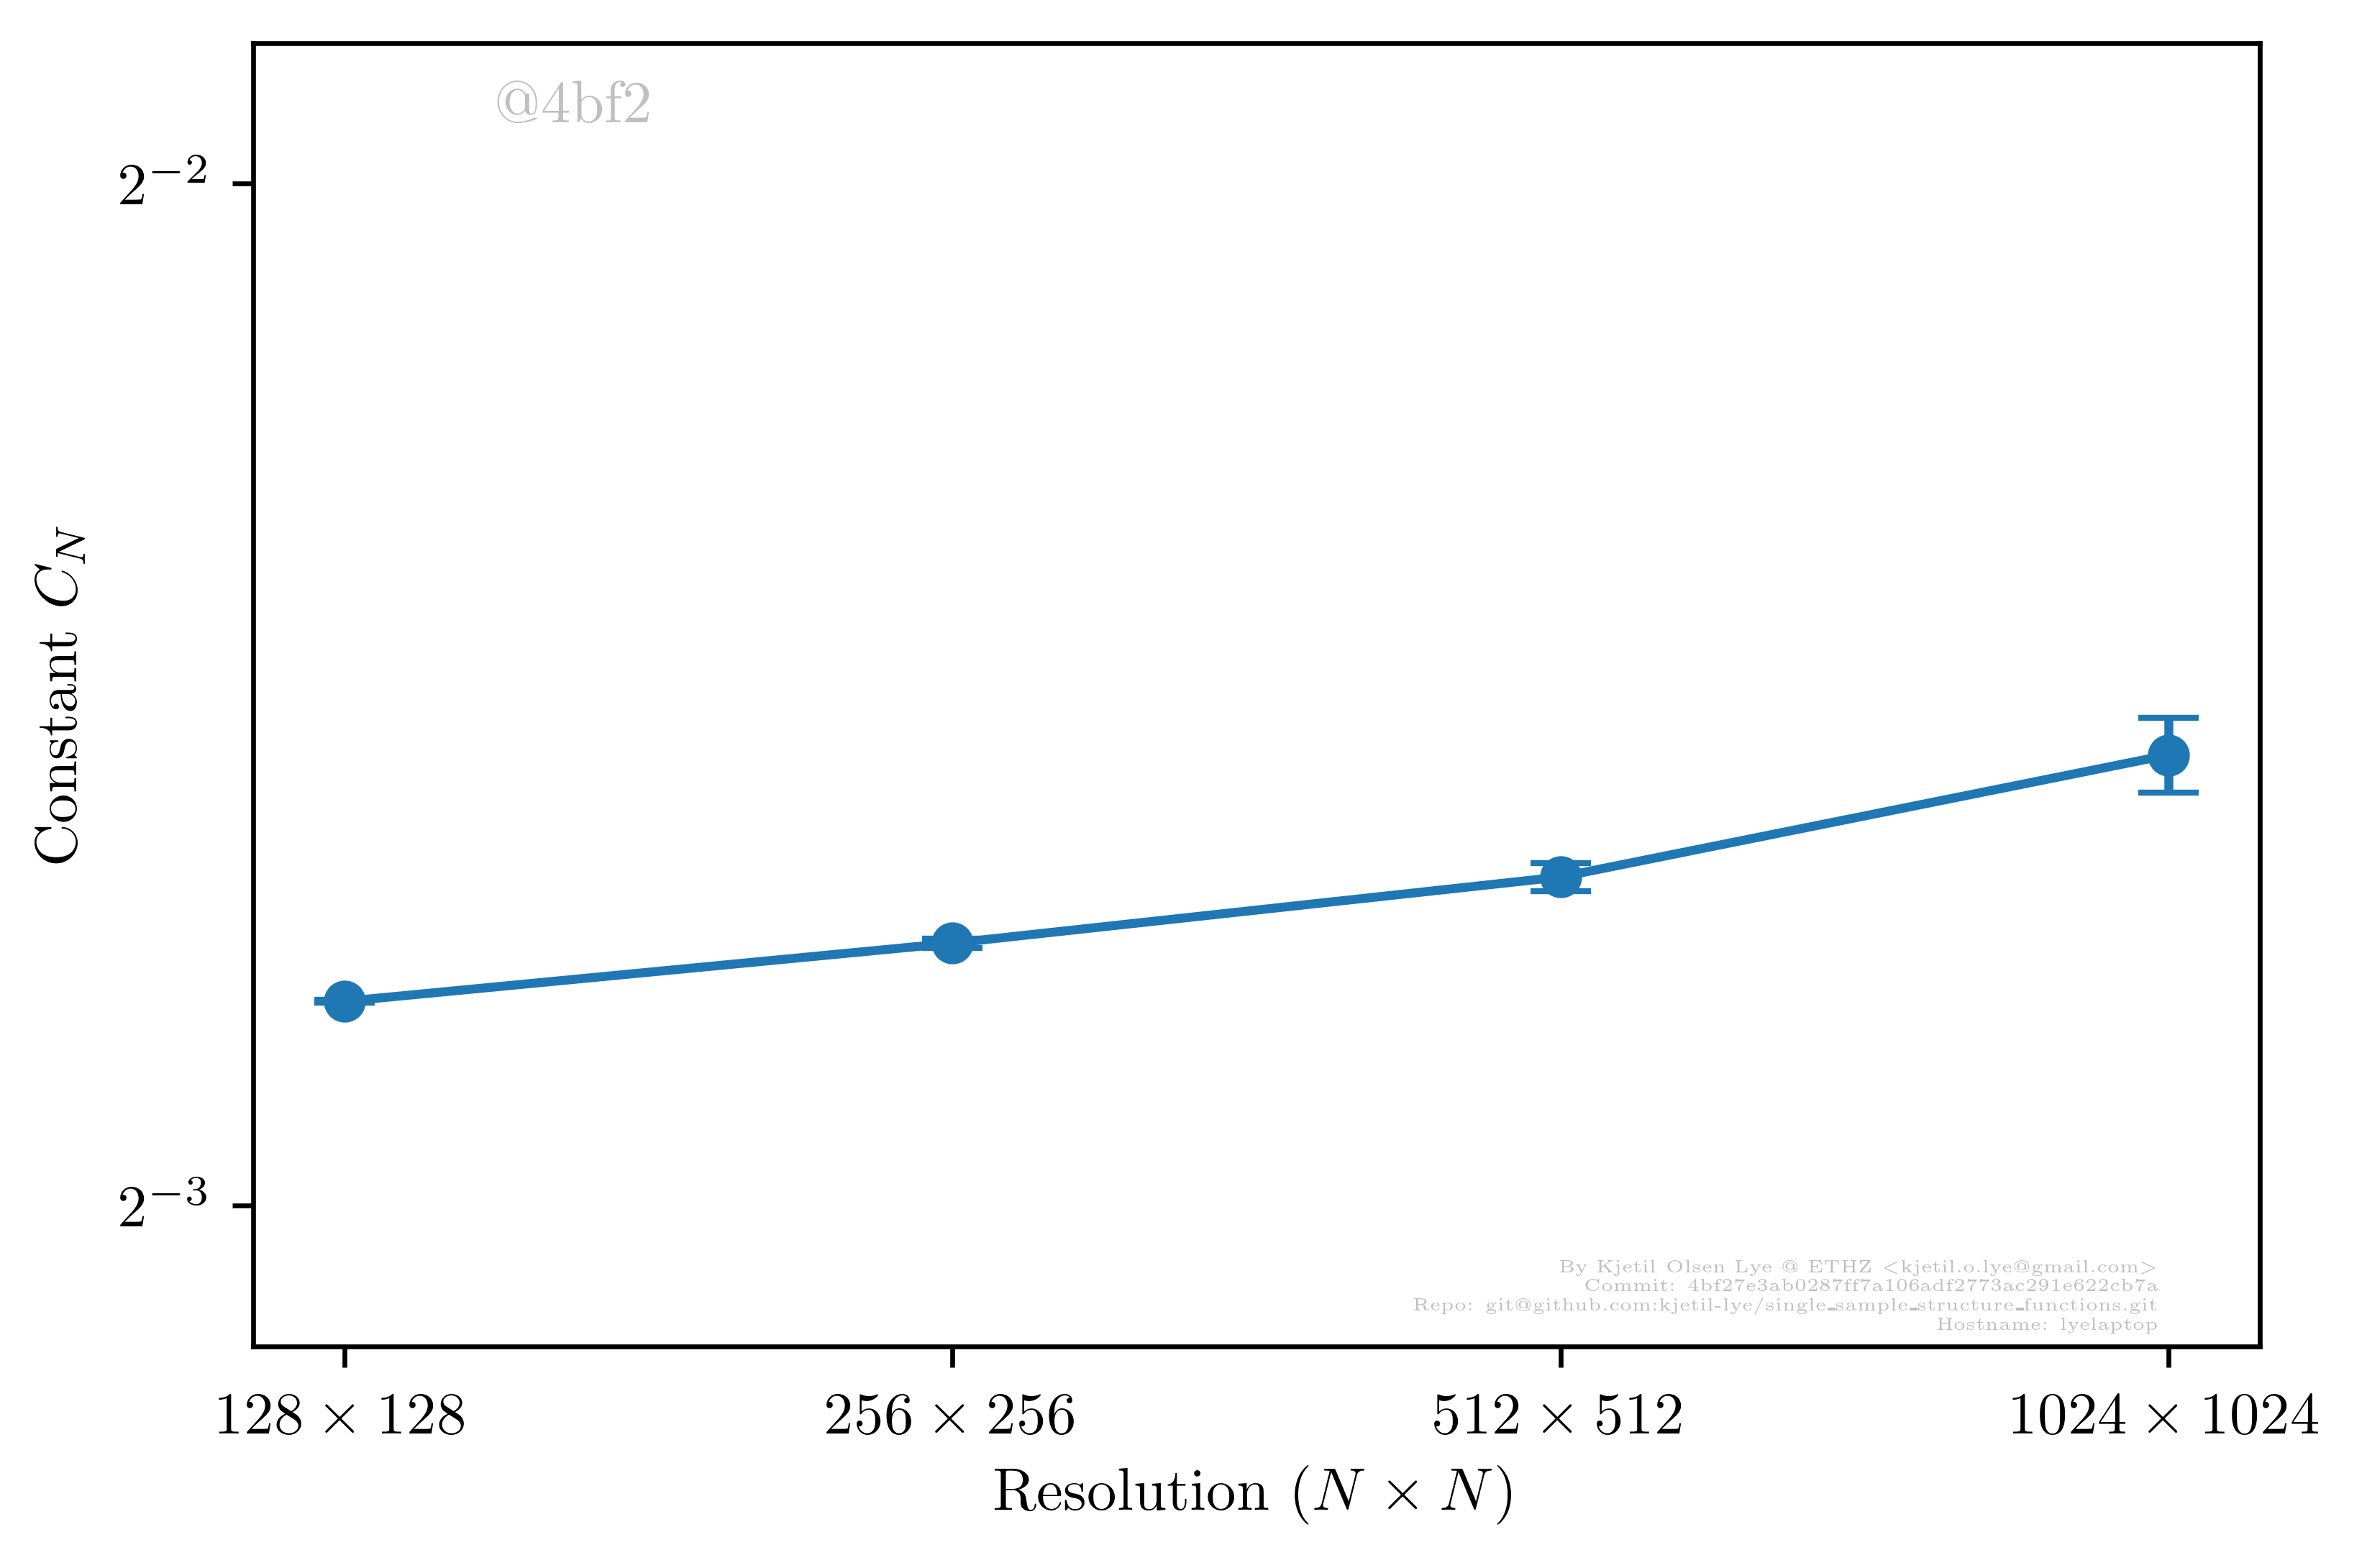 @4bf2
2⁻²
Constant C_N
2⁻³
By Kjetil Olsen Lye @ ETHZ <kjetil.o.lye@gmail.com>
Commit: 4bf27e3ab0287ff7a106adf2773ac291e622cb7a
Repo: git@github.com:kjetil-lye/single_sample_structure_functions.git
Hostname: lyelaptop
128 × 128 256 × 256 512 × 512 1024 × 1024
Resolution (N × N)